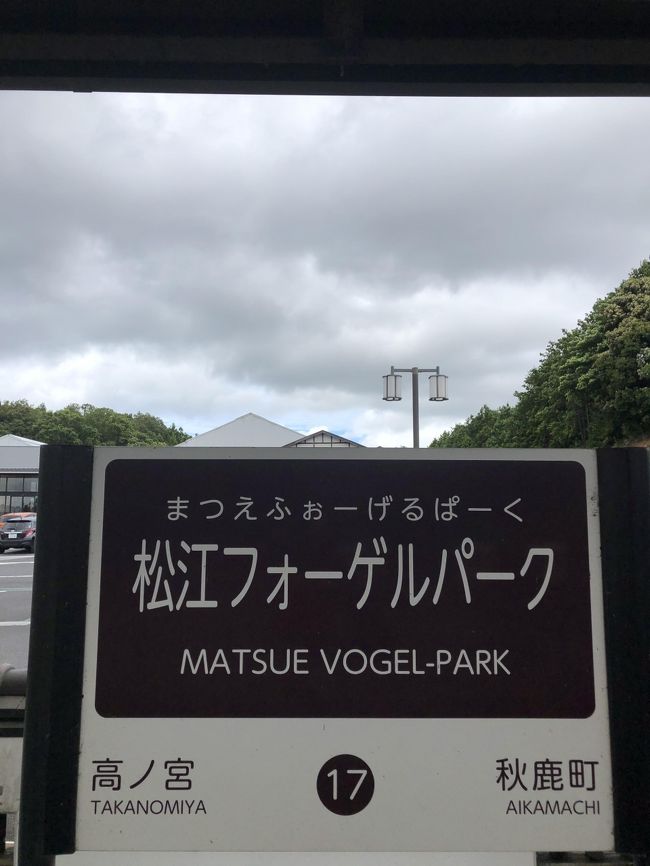 まつえふぉーげるぱーく
松江フォーゲルパーク
MATSUE VOGEL-PARK
高ノ宮
TAKANOMIYA
17
秋鹿町
AIKAMACHI